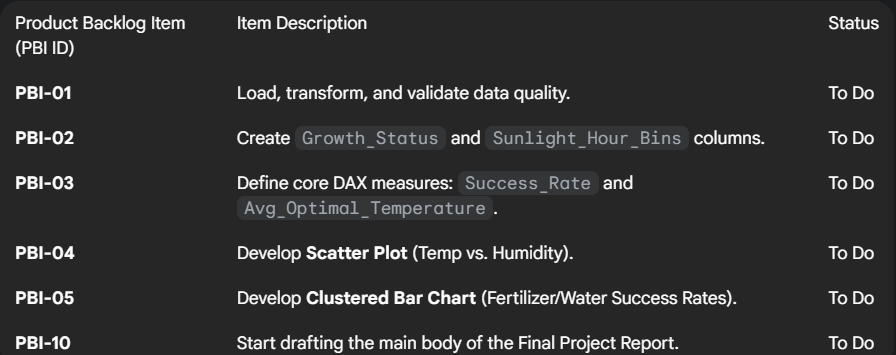 Product Backlog Item Item Description Status
(PBI ID)
PBI-01 Load, transform, and validate data quality. To Do
PBI-02 Create Growth_Status and Sunlight_Hour_Bins columns. To Do
PBI-03 Define core DAX measures: Success_Rate and To Do
Avg_Optimal_Temperature.
PBI-04 Develop Scatter Plot (Temp vs. Humidity). To Do
PBI-05 Develop Clustered Bar Chart (Fertilizer/Water Success Rates). To Do
PBI-10 Start drafting the main body of the Final Project Report. To Do